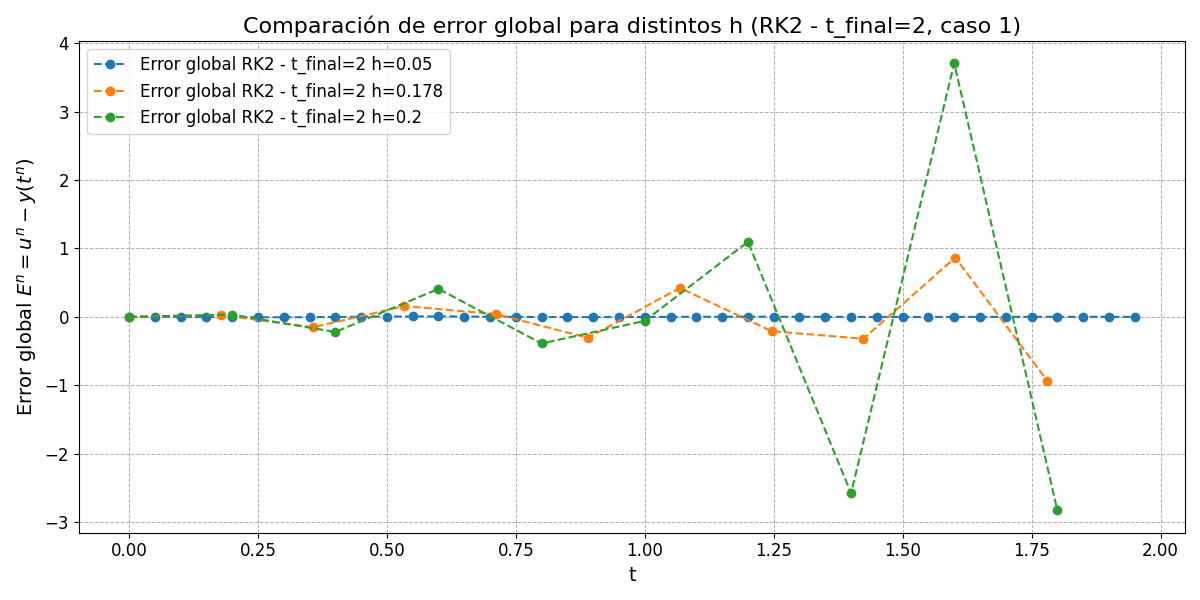 Comparación de error global para distintos h (RK2 - t_final=2, caso 1)
Error global RK2 - t_final=2 h=0.05
Error global RK2 - t_final=2 h=0.178
Error global RK2 - t_final=2 h=0.2
Error global Eⁿ = uⁿ − y(tⁿ)
4
3
2
1
0
−1
−2
−3
0.00 0.25 0.50 0.75 1.00 1.25 1.50 1.75 2.00
t